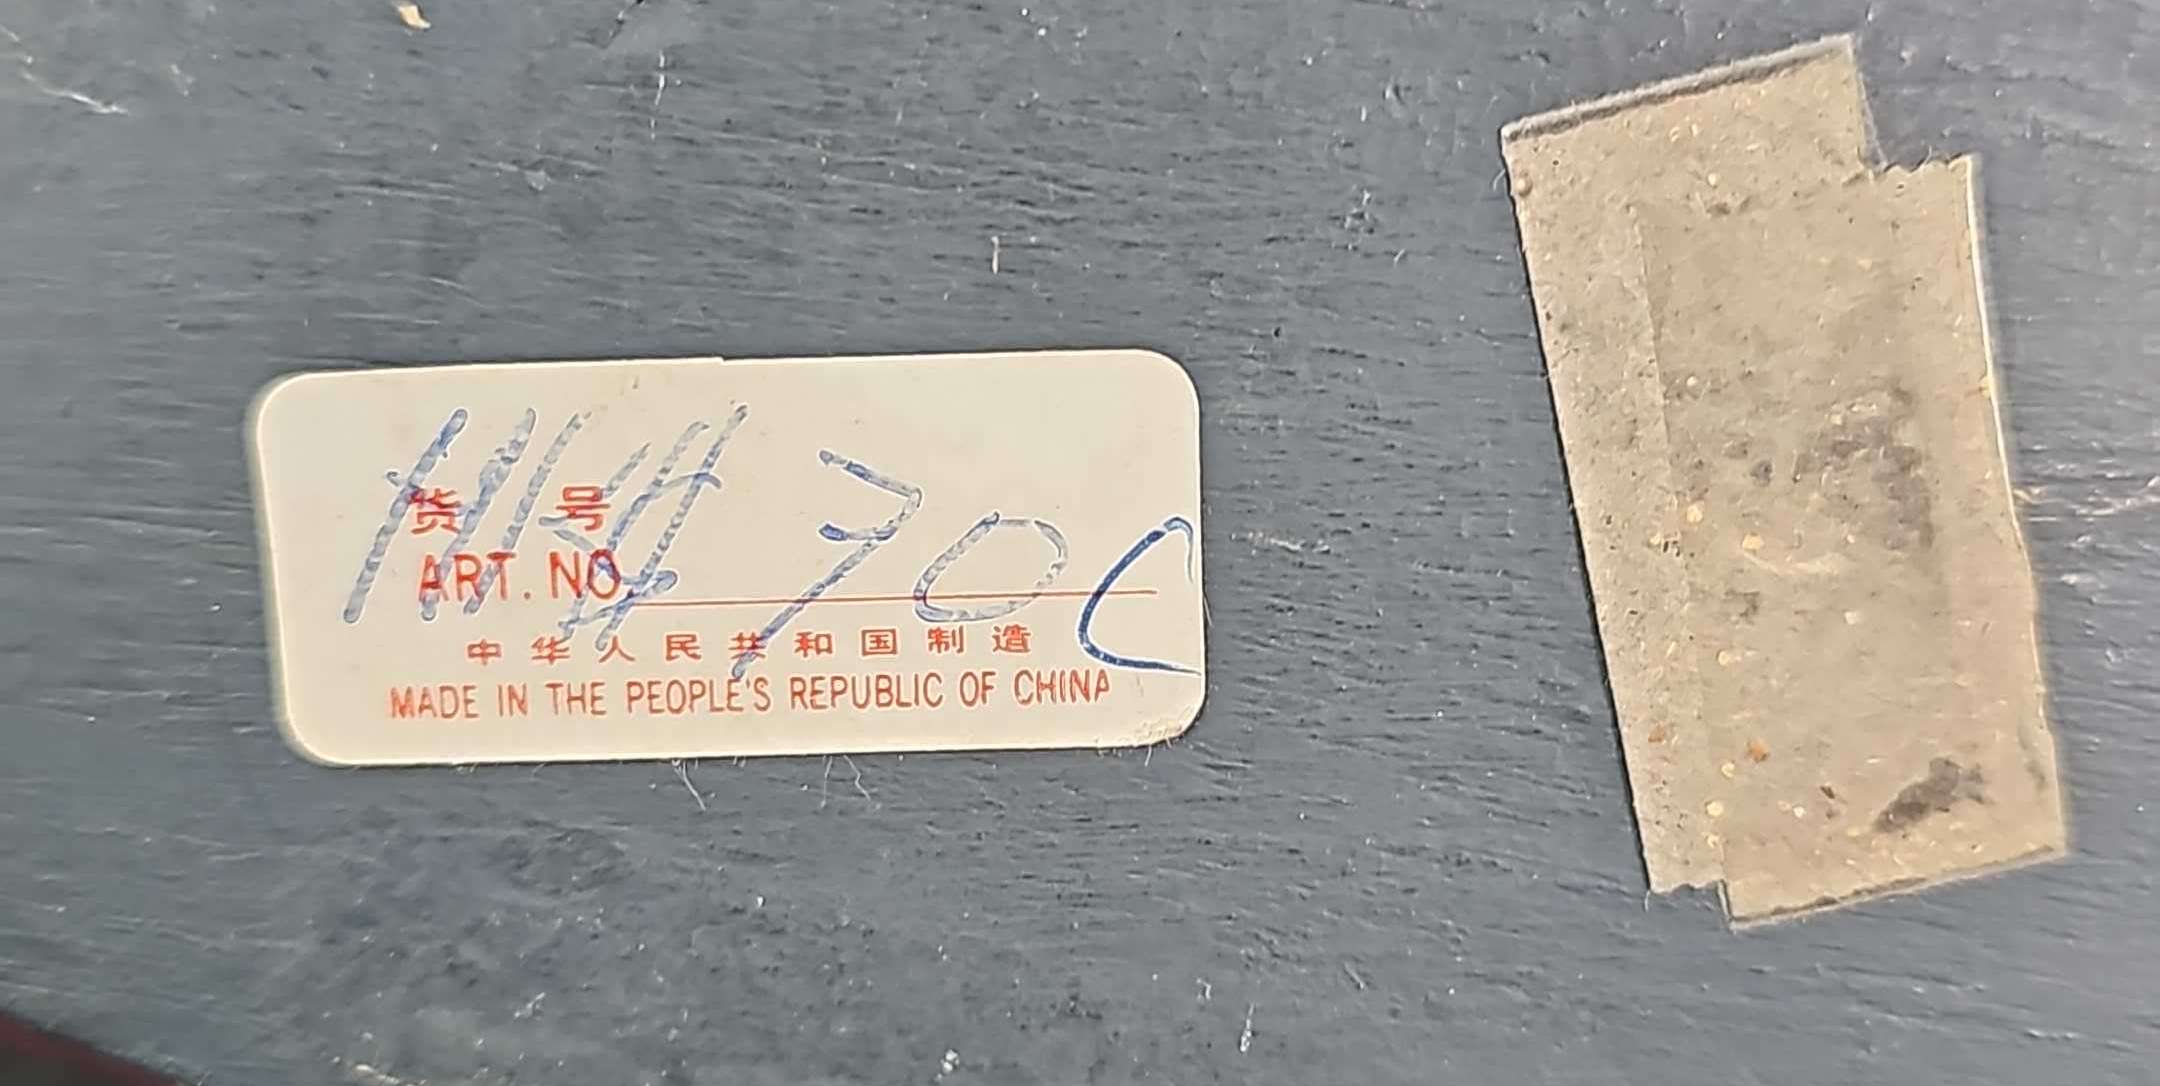 货 号
ART. NO. 70C
中华人民共和国制造
MADE IN THE PEOPLE'S REPUBLIC OF CHINA